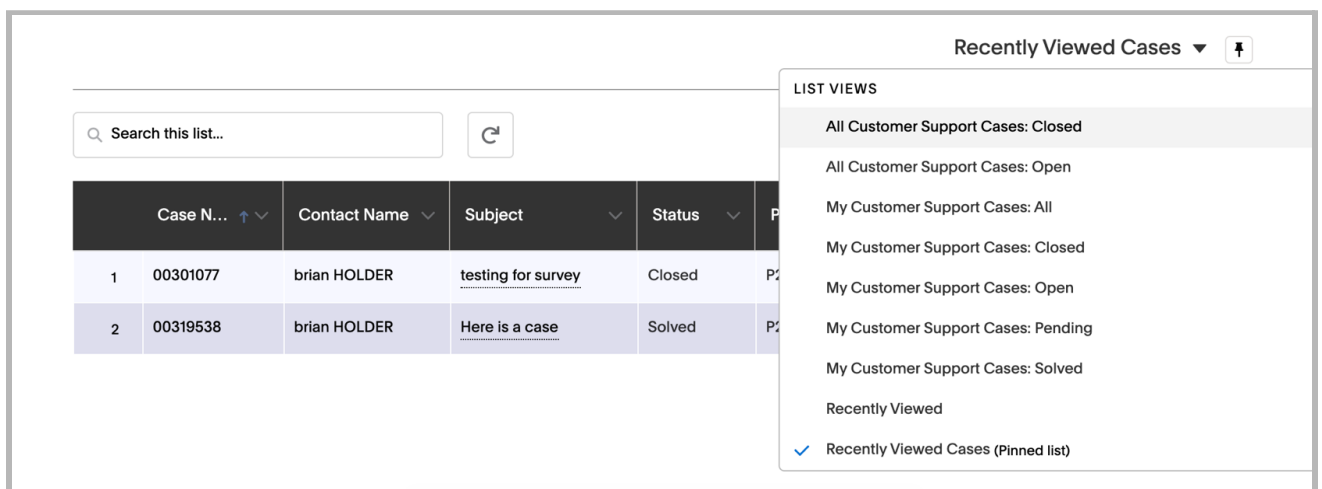 Recently Viewed Cases
LIST VIEWS
All Customer Support Cases: Closed
All Customer Support Cases: Open
My Customer Support Cases: All
My Customer Support Cases: Closed
My Customer Support Cases: Open
My Customer Support Cases: Pending
My Customer Support Cases: Solved
Recently Viewed
Recently Viewed Cases (Pinned list)
Search this list...
Case N... Contact Name Subject Status
1 00301077 brian HOLDER testing for survey Closed
2 00319538 brian HOLDER Here is a case Solved